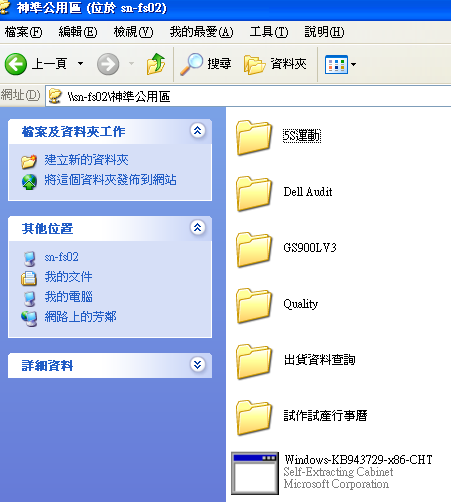 神準公用區 (位於 sn-fs02)
檔案(F) 編輯(E) 檢視(V) 我的最愛(A) 工具(T) 說明(H)
上一頁 搜尋 資料夾
網址(D) \\sn-fs02\神準公用區
檔案及資料夾工作
建立新的資料夾
將這個資料夾發佈到網站
其他位置
sn-fs02
我的文件
我的電腦
網路上的芳鄰
詳細資料
5S運動
Dell Audit
GS900LV3
Quality
出貨資料查詢
試作試產行事曆
Windows-KB943729-x86-CHT
Self-Extracting Cabinet
Microsoft Corporation